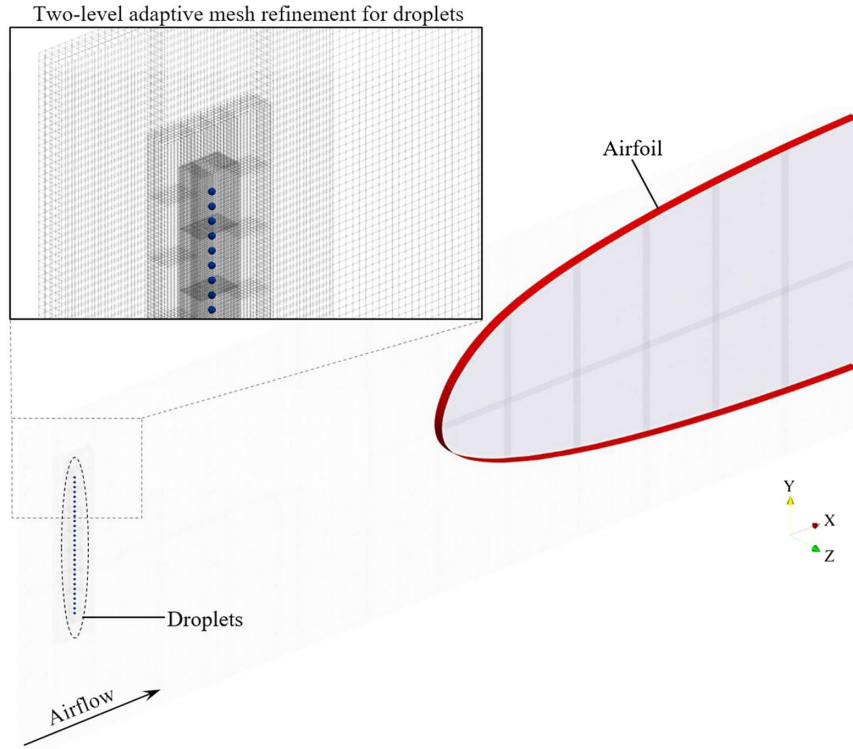 Two-level adaptive mesh refinement for droplets
Airfoil
Y
X
Z
Droplets
Airflow